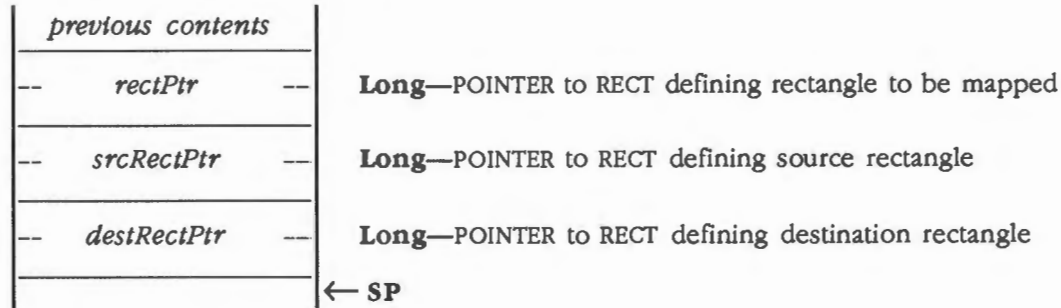 previous contents
-- rectPtr -- Long—POINTER to RECT defining rectangle to be mapped
-- srcRectPtr -- Long—POINTER to RECT defining source rectangle
-- destRectPtr -- Long—POINTER to RECT defining destination rectangle
← SP